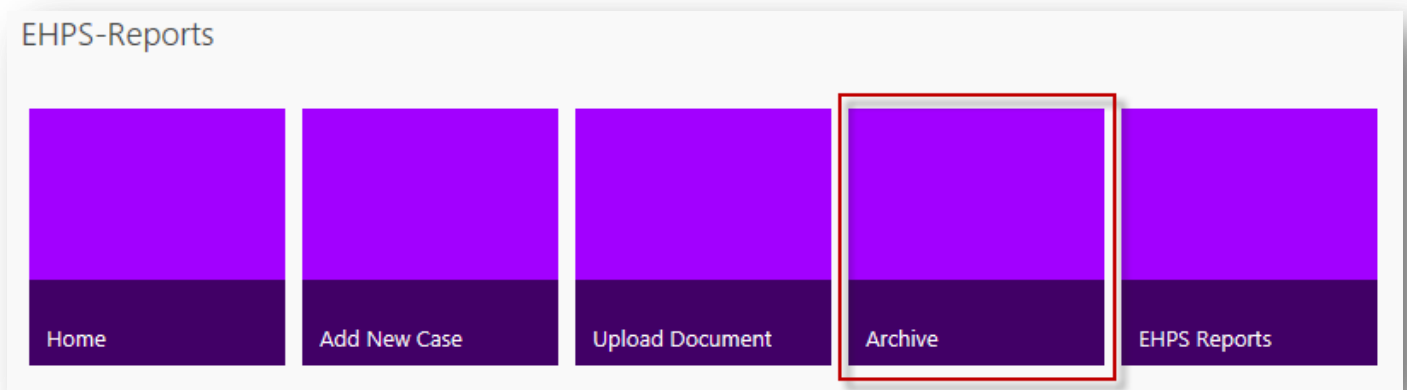 EHPS-Reports
Home
Add New Case
Upload Document
Archive
EHPS Reports